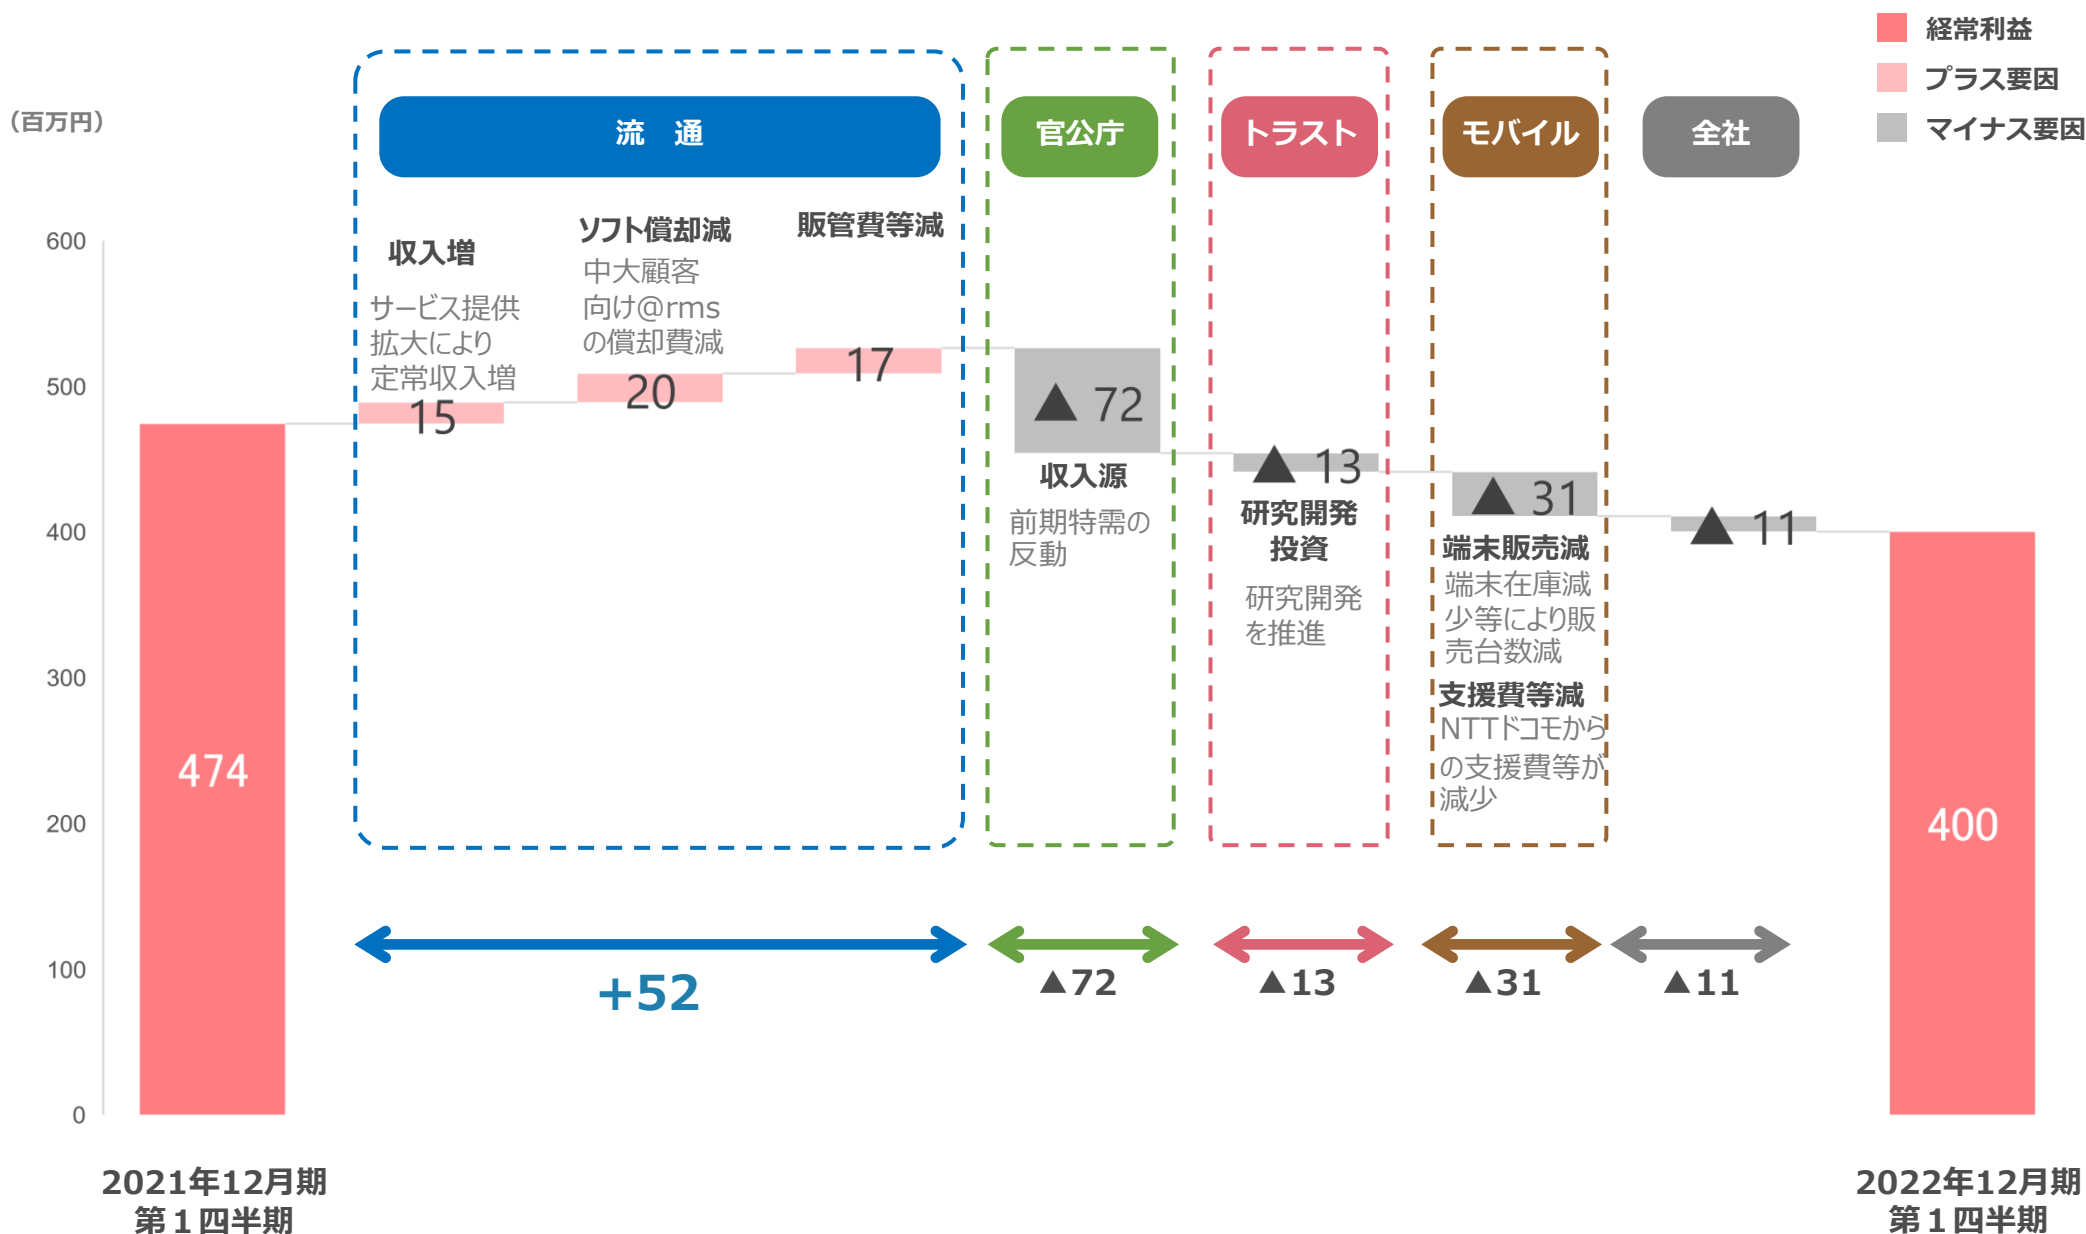 経常利益
プラス要因
マイナス要因
（百万円）
流　通
官公庁
トラスト
モバイル
全社
収入増
サービス提供
拡大により
定常収入増
15
ソフト償却減
中大顧客
向け@rms
の償却費減
20
販管費等減
17
▲ 72
収入源
前期特需の
反動
▲ 13
研究開発
投資
研究開発
を推進
▲ 31
端末販売減
端末在庫減
少等により販
売台数減
支援費等減
NTTドコモから
の支援費等が
減少
▲ 11
600
500
400
300
200
100
0
474
400
+52
▲72
▲13
▲31
▲11
2021年12月期
第１四半期
2022年12月期
第１四半期